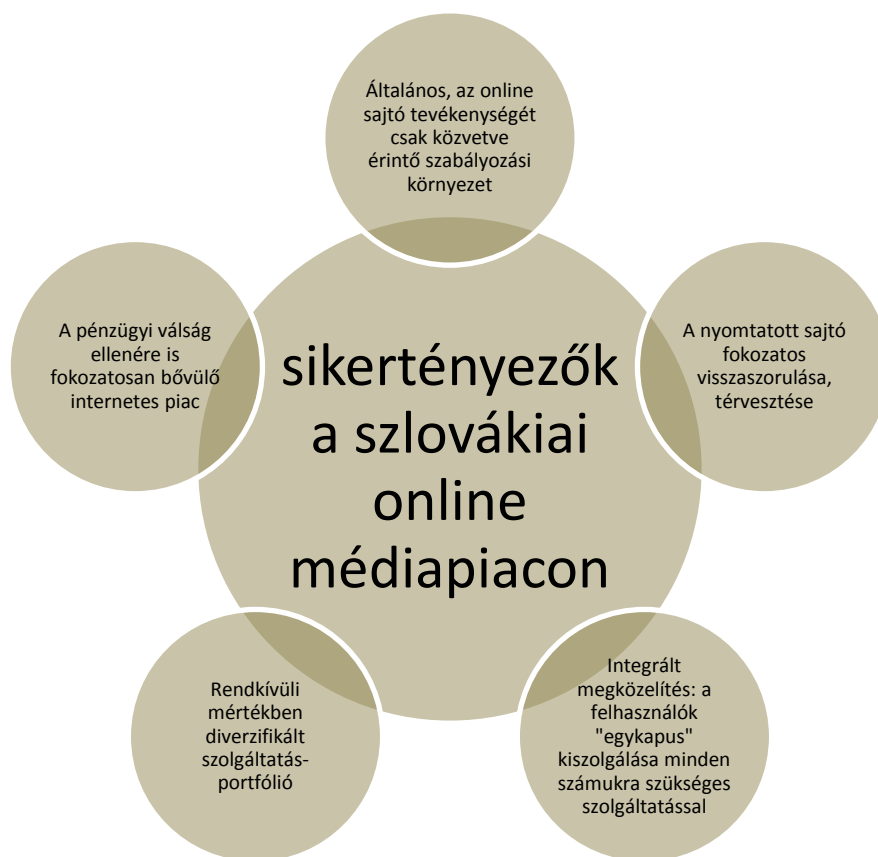 Általános, az online
sajtó tevékenységét
csak közvetve
érintő szabályozási
környezet
A pénzügyi válság
ellenére is
fokozatosan bővülő
internetes piac
sikertényezők
a szlovákiai
online
médiapiacon
A nyomtatott sajtó
fokozatos
visszaszorulása,
térvesztése
Rendkívüli
mértékben
diverzifikált
szolgáltatás-
portfólió
Integrált
megközelítés: a
felhasználók
"egykapus"
kiszolgálása minden
számukra szükséges
szolgáltatással